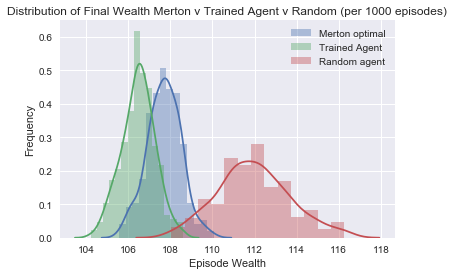 Distribution of Final Wealth Merton v Trained Agent v Random (per 1000 episodes)
Merton optimal
Trained Agent
Random agent
Frequency
0.6
0.5
0.4
0.3
0.2
0.1
0.0
104 106 108 110 112 114 116 118
Episode Wealth